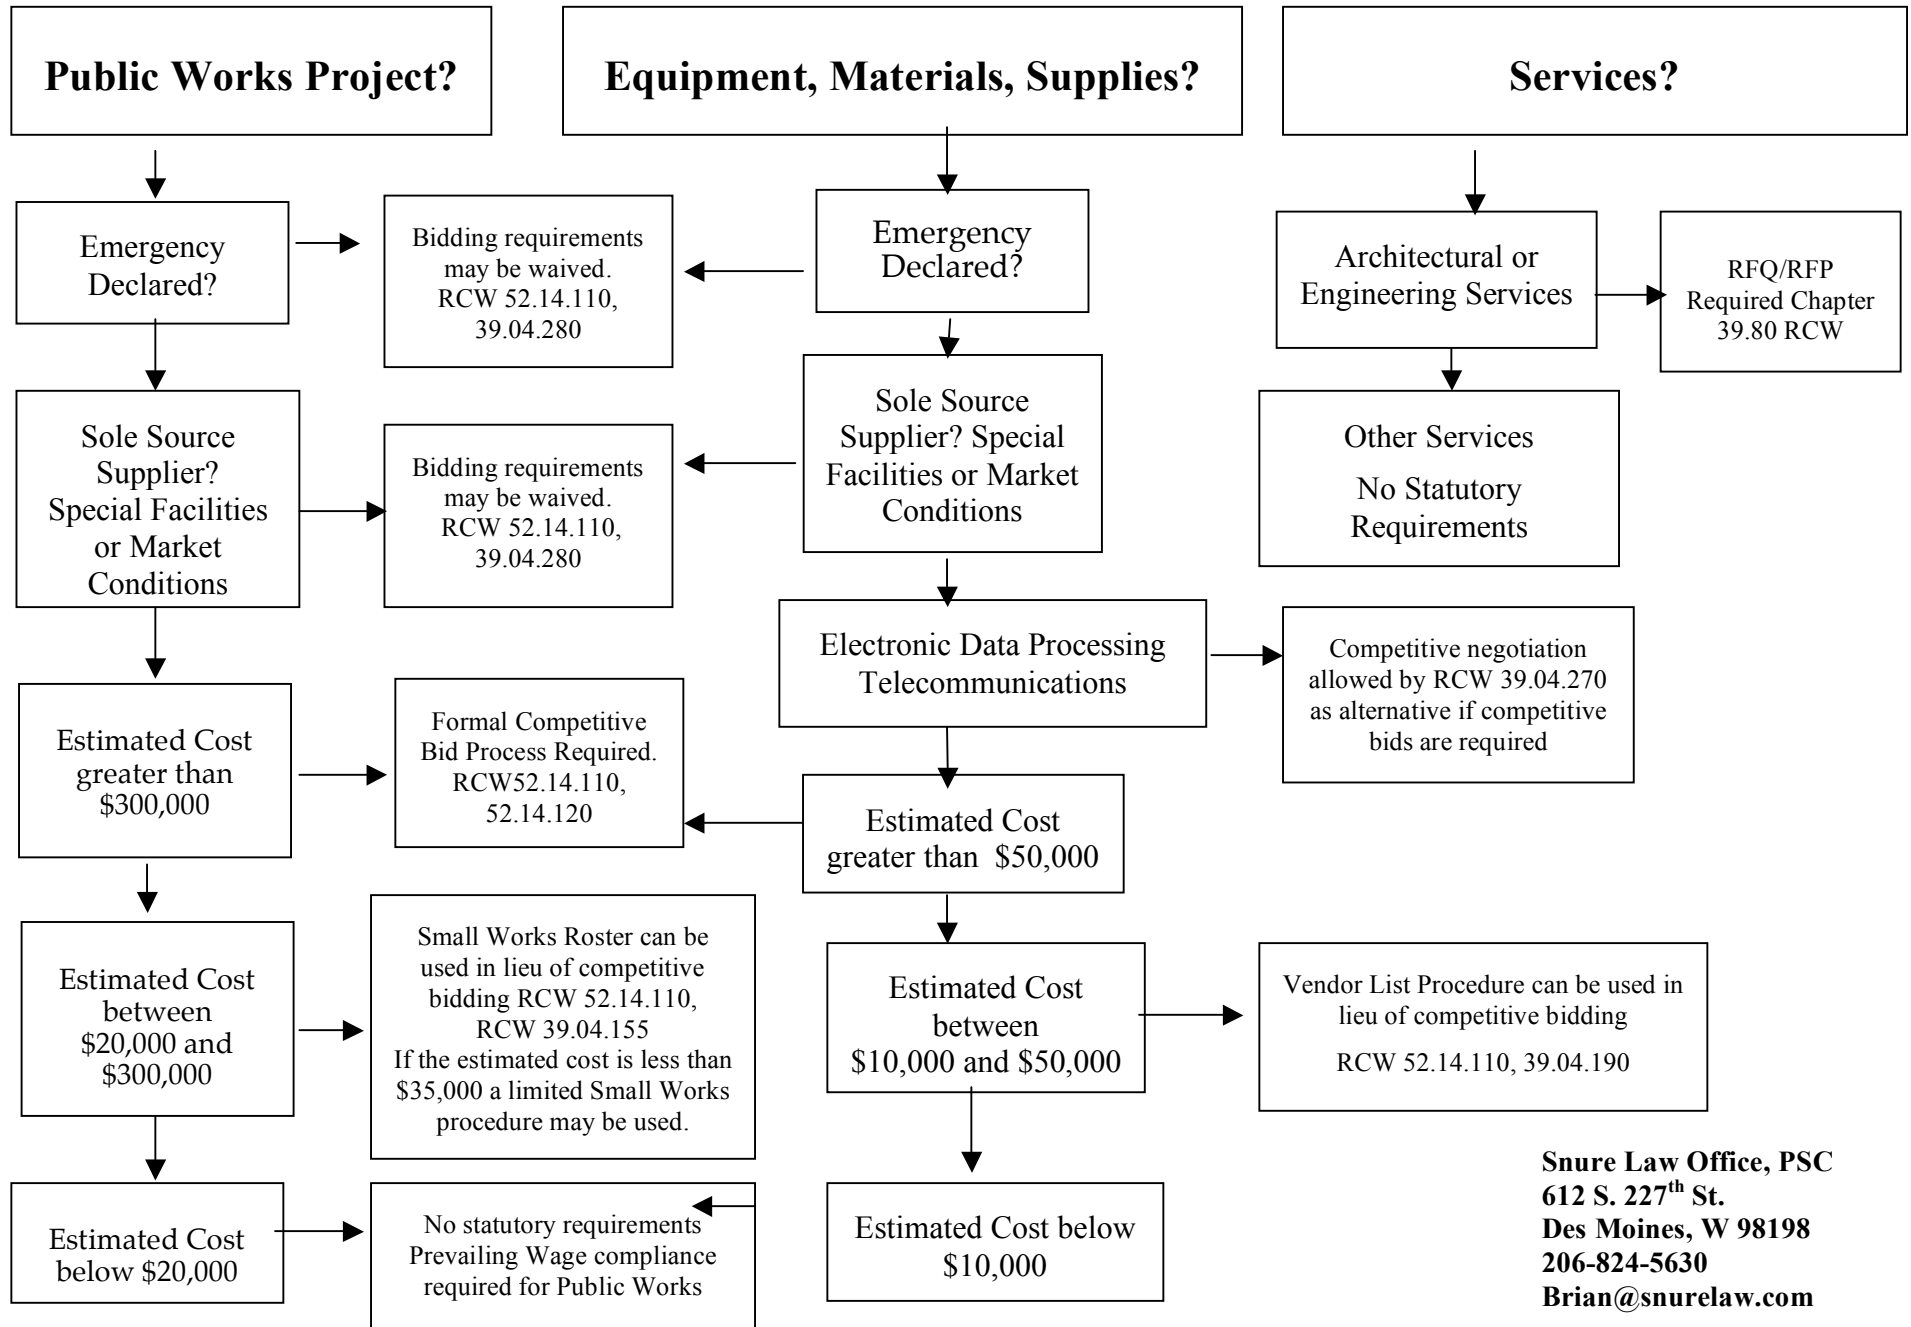 Public Works Project?
Equipment, Materials, Supplies?
Services?
Emergency
Declared?
Bidding requirements
may be waived.
RCW 52.14.110,
39.04.280
Emergency
Declared?
Architectural or
Engineering Services
RFQ/RFP
Required Chapter
39.80 RCW
Sole Source
Supplier?
Special Facilities
or Market
Conditions
Bidding requirements
may be waived.
RCW 52.14.110,
39.04.280
Sole Source
Supplier? Special
Facilities or Market
Conditions
Other Services
No Statutory
Requirements
Electronic Data Processing
Telecommunications
Competitive negotiation
allowed by RCW 39.04.270
as alternative if competitive
bids are required
Estimated Cost
greater than
$300,000
Formal Competitive
Bid Process Required.
RCW52.14.110,
52.14.120
Estimated Cost
greater than  $50,000
Estimated Cost
between
$20,000 and
$300,000
Small Works Roster can be
used in lieu of competitive
bidding RCW 52.14.110,
RCW 39.04.155
If the estimated cost is less than
$35,000 a limited Small Works
procedure may be used.
Estimated Cost
between
$10,000 and $50,000
Vendor List Procedure can be used in
lieu of competitive bidding
RCW 52.14.110, 39.04.190
Estimated Cost
below $20,000
No statutory requirements
Prevailing Wage compliance
required for Public Works
Estimated Cost below
$10,000
Snure Law Office, PSC
612 S. 227th St.
Des Moines, W 98198
206-824-5630
Brian@snurelaw.com